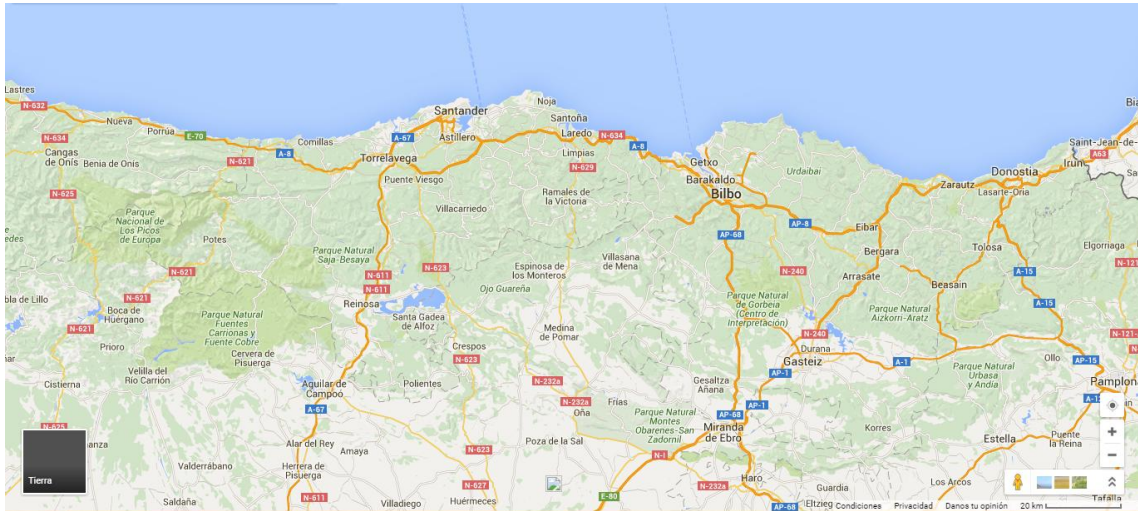 Lastres
N-632
Nueva
Porrúa
E-70
N-634
Cangas
de Onís
Benia de Onís
N-625
N-621
A-8
Comillas
Santander
A-67
Astillero
Torrelavega
Puente Viesgo
Noja
Santoña
Laredo
N-634
A-8
Limpias
N-629
Getxo
Barakaldo
Bilbo
Urdaibai
Zarautz
Donostia
Lasarte-Oria
Irun
Saint-Jean-de-
A63
Parque
Nacional de
Los Picos
de Europa
Potes
Villacarriedo
Ramales de
la Victoria
AP-68
AP-8
Eibar
Bergara
Tolosa
Elgorriaga
N-121
Parque Natural
Saja-Besaya
N-611
N-611
N-623
Espinosa de
los Monteros
Villasana
de Mena
Ojo Guareña
N-240
Arrasate
Beasain
A-15
A-15
N-621
N-621
Boca de
Huérgano
Reinosa
Santa Gadea
de Alfoz
Parque Natural
de Gorbeia
(Centro de
Interpretación)
Parque Natural
Aizkorri-Aratz
N-621
Prioro
Parque Natural
Fuentes
Carrionas y
Fuente Cobre
Cervera de
Pisuerga
Crespos
N-623
Medina
de Pomar
N-240
Durana
Gasteiz
A-1
Ollo
AP-15
Pamplona
Velilla del
Río Carrión
Cistierna
Aguilar de
Campoo
A-67
Polientes
N-232a
N-232a
Oña
Frías
Gesaltza
Añana
AP-1
AP-1
AP-68
Parque Natural
Urbasa
y Andia
Parque Natural
Montes
Obarenes-San
Zadornil
Miranda
de Ebro
Korres
Estella
Puente
la Reina
N-625
Alar del Rey
Amaya
Poza de la Sal
N-I
N-623
Valderrábano
Herrera de
Pisuerga
N-611
N-627
E-80
N-232a
Haro
AP-68
Los Arcos
Saldaña
Villadiego
Huérmeces
Guardia
Tafalla
Tierra
Condiciones Privacidad Danos tu opinión 20 km